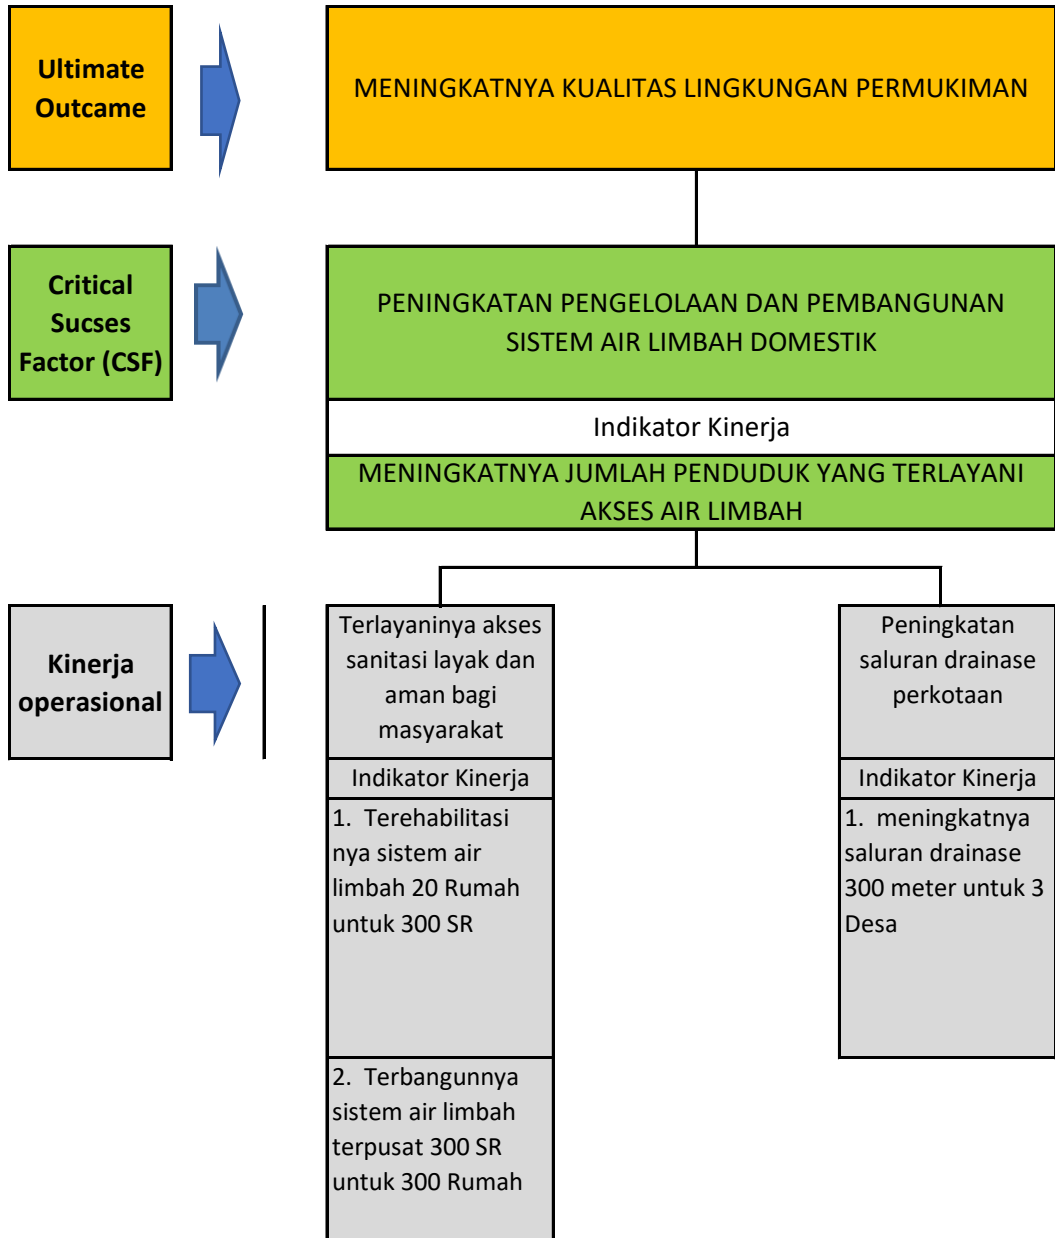 Ultimate
Outcame
MENINGKATNYA KUALITAS LINGKUNGAN PERMUKIMAN
Critical
Sucses
Factor (CSF)
PENINGKATAN PENGELOLAAN DAN PEMBANGUNAN
SISTEM AIR LIMBAH DOMESTIK
Indikator Kinerja
MENINGKATNYA JUMLAH PENDUDUK YANG TERLAYANI
AKSES AIR LIMBAH
Kinerja
operasional
Terlayaninya akses
sanitasi layak dan
aman bagi
masyarakat
Indikator Kinerja
1. Terehabilitasi
nya sistem air
limbah 20 Rumah
untuk 300 SR
2. Terbangunnya
sistem air limbah
terpusat 300 SR
untuk 300 Rumah
Peningkatan
saluran drainase
perkotaan
Indikator Kinerja
1. meningkatnya
saluran drainase
300 meter untuk 3
Desa